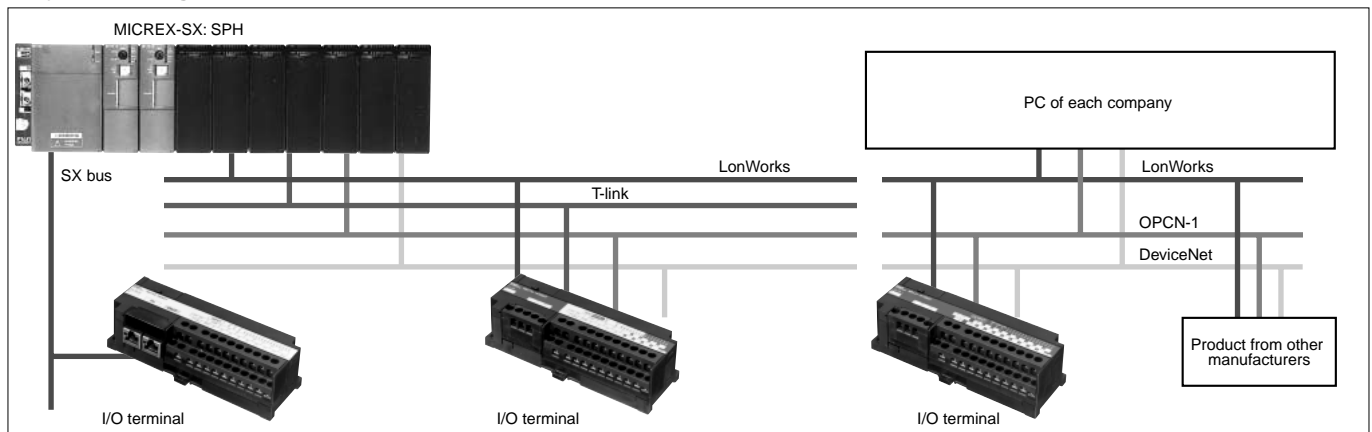 MICREX-SX: SPH
PC of each company
SX bus
LonWorks
LonWorks
T-link
OPCN-1
DeviceNet
Product from other
manufacturers
I/O terminal
I/O terminal
I/O terminal